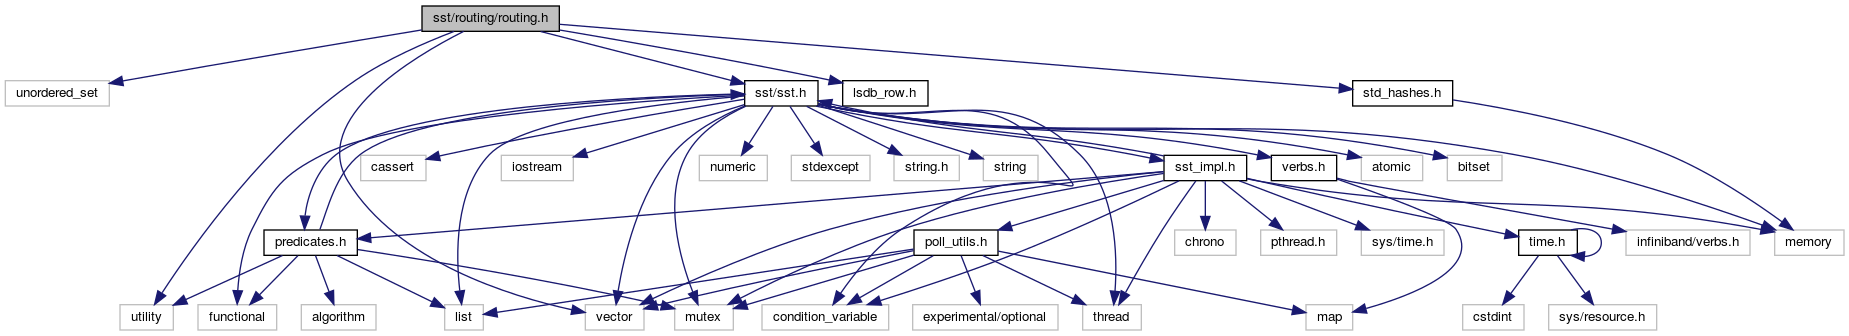 sst/routing/routing.h
unordered_set
sst/sst.h
lsdb_row.h
std_hashes.h
cassert
iostream
numeric
stdexcept
string.h
string
sst_impl.h
verbs.h
atomic
bitset
predicates.h
poll_utils.h
chrono
pthread.h
sys/time.h
time.h
infiniband/verbs.h
memory
utility
functional
algorithm
list
vector
mutex
condition_variable
experimental/optional
thread
map
cstdint
sys/resource.h